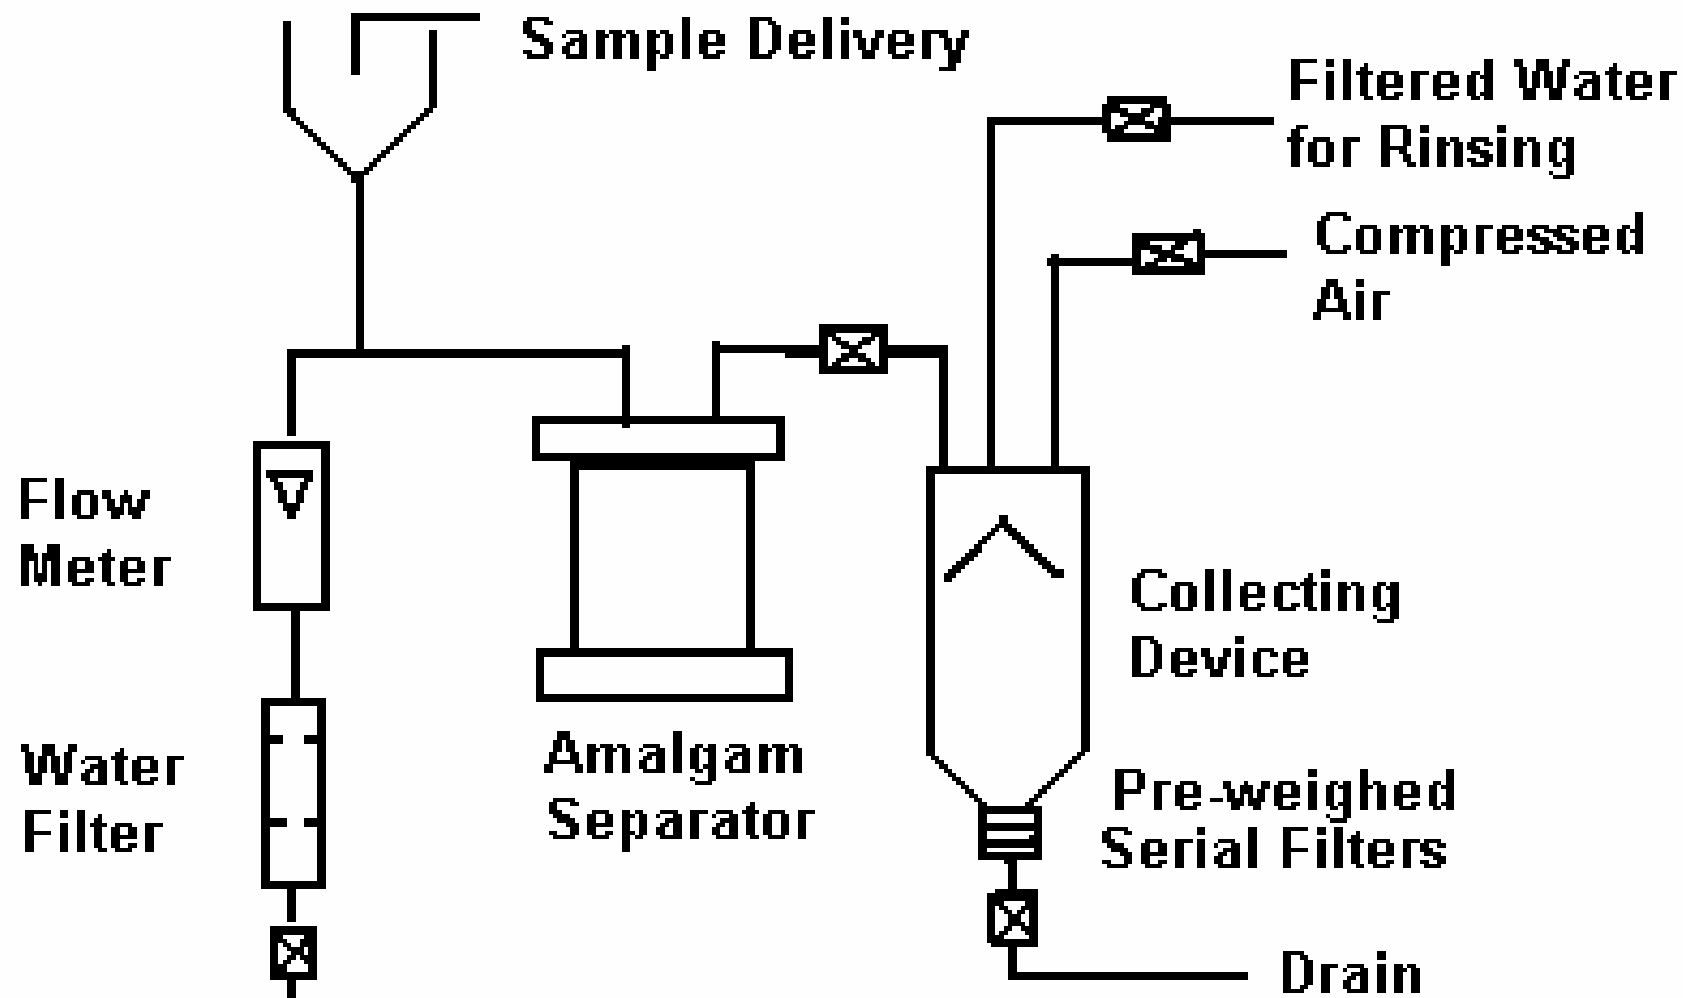 Sample Delivery
Filtered Water
for Rinsing
Compressed
Air
Flow
Meter
Collecting
Device
Water
Filter
Amalgam
Separator
Pre-weighed
Serial Filters
Drain